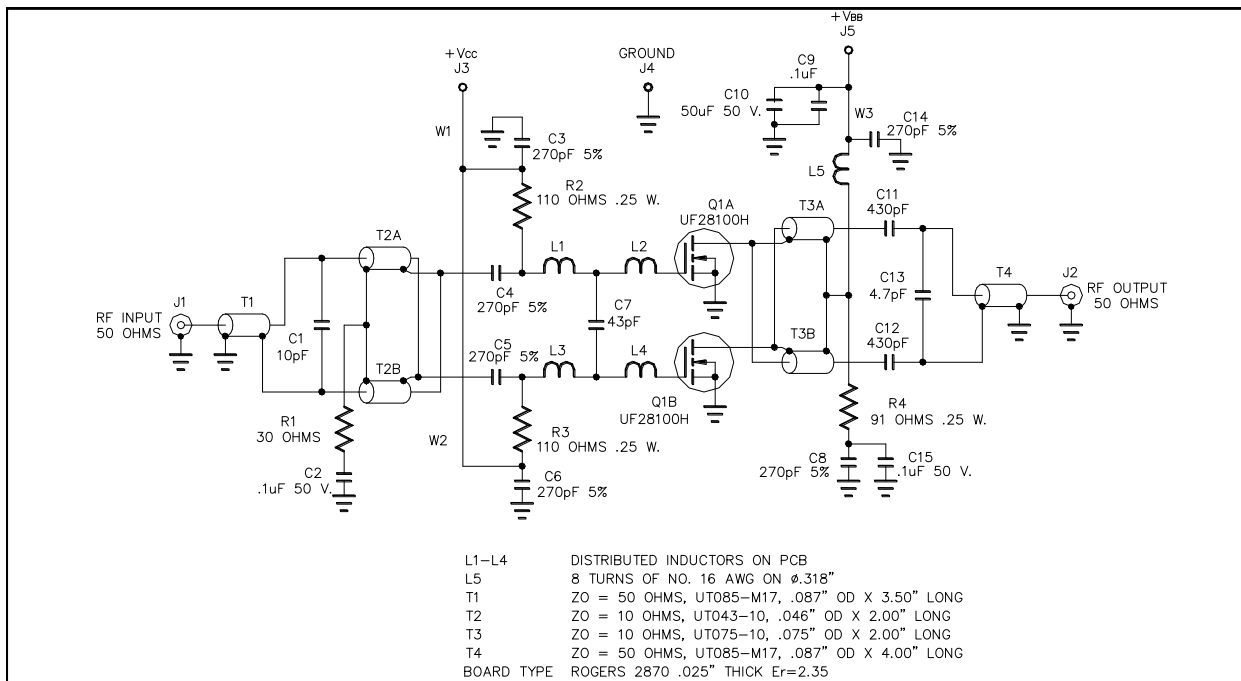 +VBB
J5
+Vcc
J3
GROUND
J4
C9
.1uF
C10
50uF 50 V.
W1
W3
C14
270pF 5%
C3
270pF 5%
L5
R2
110 OHMS .25 W.
Q1A
UF28100H
T3A
C11
430pF
T2A
L1
L2
C4
270pF 5%
C7
43pF
C13
4.7pF
T4
J2
RF OUTPUT
50 OHMS
J1
RF INPUT
50 OHMS
T1
C1
10pF
T3B
C12
430pF
C5
270pF 5%
L3
L4
T2B
Q1B
UF28100H
R4
91 OHMS .25 W.
R1
30 OHMS
W2
R3
110 OHMS .25 W.
C2
.1uF 50 V.
C6
270pF 5%
C8
270pF 5%
C15
.1uF 50 V.
L1-L4 DISTRIBUTED INDUCTORS ON PCB
L5 8 TURNS OF NO. 16 AWG ON ø.318"
T1 ZO = 50 OHMS, UT085-M17, .087" OD X 3.50" LONG
T2 ZO = 10 OHMS, UT043-10, .046" OD X 2.00" LONG
T3 ZO = 10 OHMS, UT075-10, .075" OD X 2.00" LONG
T4 ZO = 50 OHMS, UT085-M17, .087" OD X 4.00" LONG
BOARD TYPE ROGERS 2870 .025" THICK Er=2.35